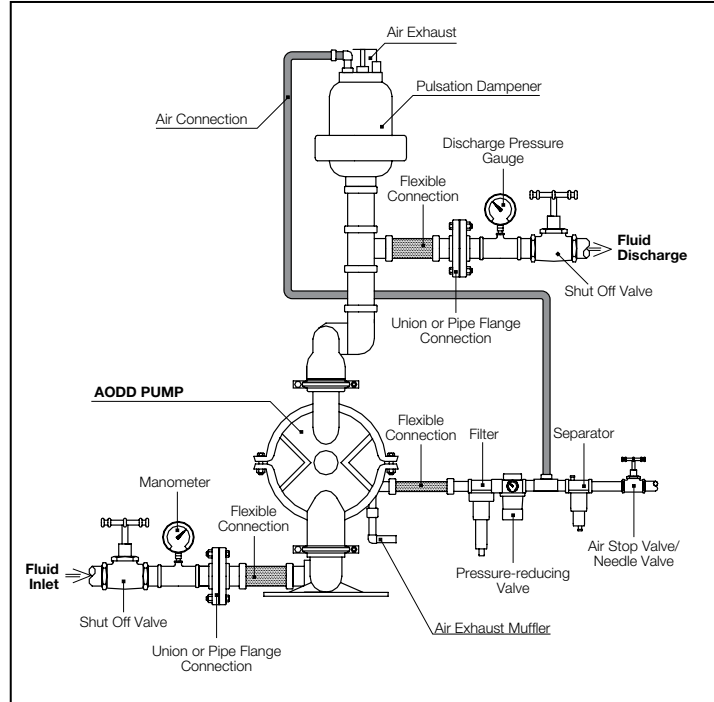 Air Exhaust
Pulsation Dampener
Air Connection
Discharge Pressure
Gauge
Flexible
Connection
Fluid
Discharge
Shut Off Valve
Union or Pipe Flange
Connection
AODD PUMP
Flexible
Connection
Filter
Separator
Manometer
Flexible
Connection
Air Stop Valve/
Needle Valve
Pressure-reducing
Valve
Fluid
Inlet
Shut Off Valve
Air Exhaust Muffler
Union or Pipe Flange
Connection